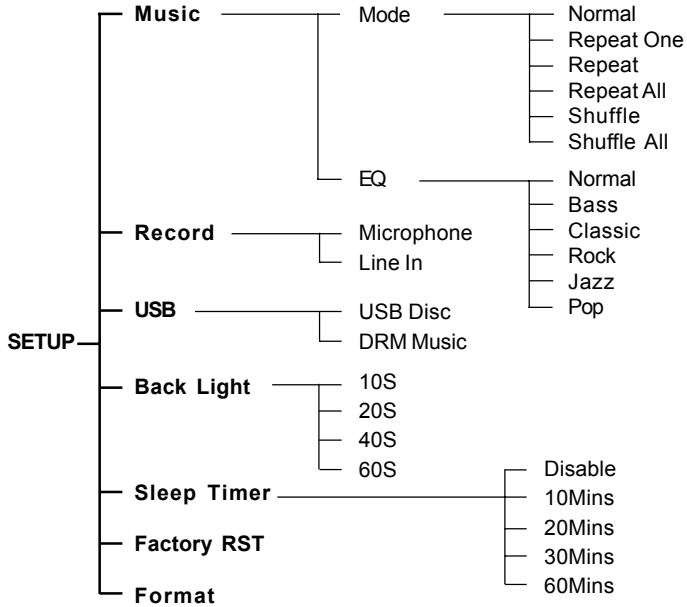 Music Mode Normal
Repeat One
Repeat
Repeat All
Shuffle
Shuffle All
EQ Normal
Bass
Classic
Rock
Jazz
Pop
Record Microphone
Line In
USB USB Disc
DRM Music
SETUP
Back Light 10S
20S
40S
60S
Sleep Timer Disable
10Mins
20Mins
30Mins
60Mins
Factory RST
Format